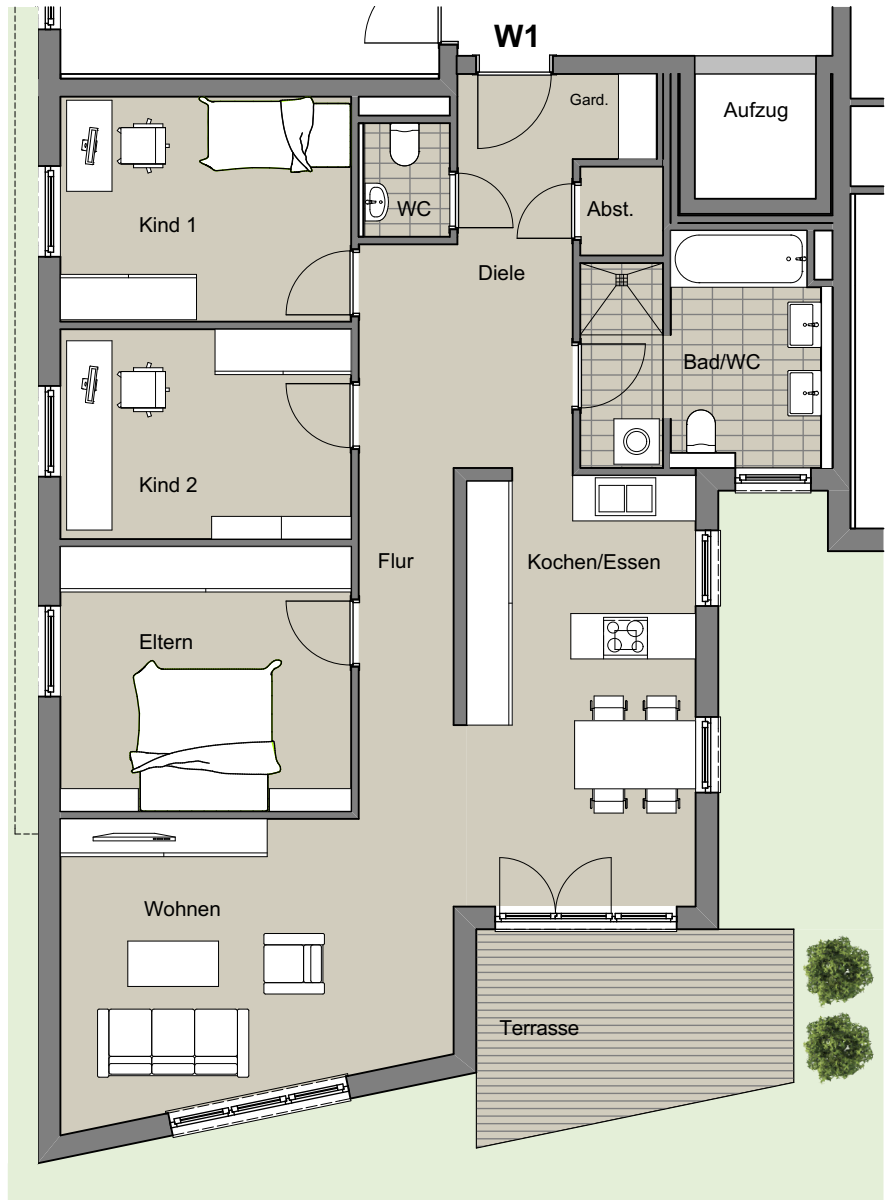 W1
Gard.
Aufzug
Kind 1
WC
Abst.
Diele
Bad/WC
Kind 2
Flur
Kochen/Essen
Eltern
Wohnen
Terrasse